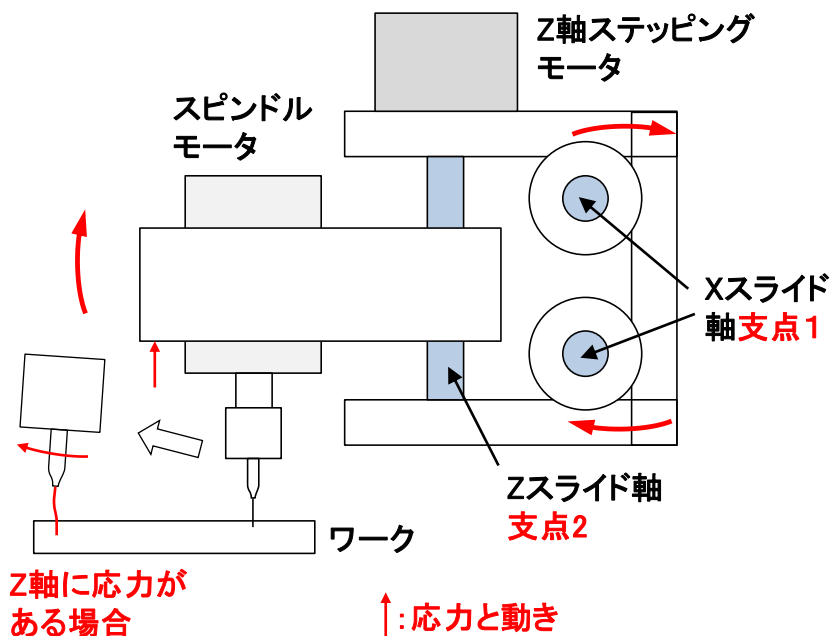 Z軸ステッピング
モータ
スピンドル
モータ
Xスライド
軸支点1
Zスライド軸
支点2
ワーク
Z軸に応力が
ある場合
:応力と動き